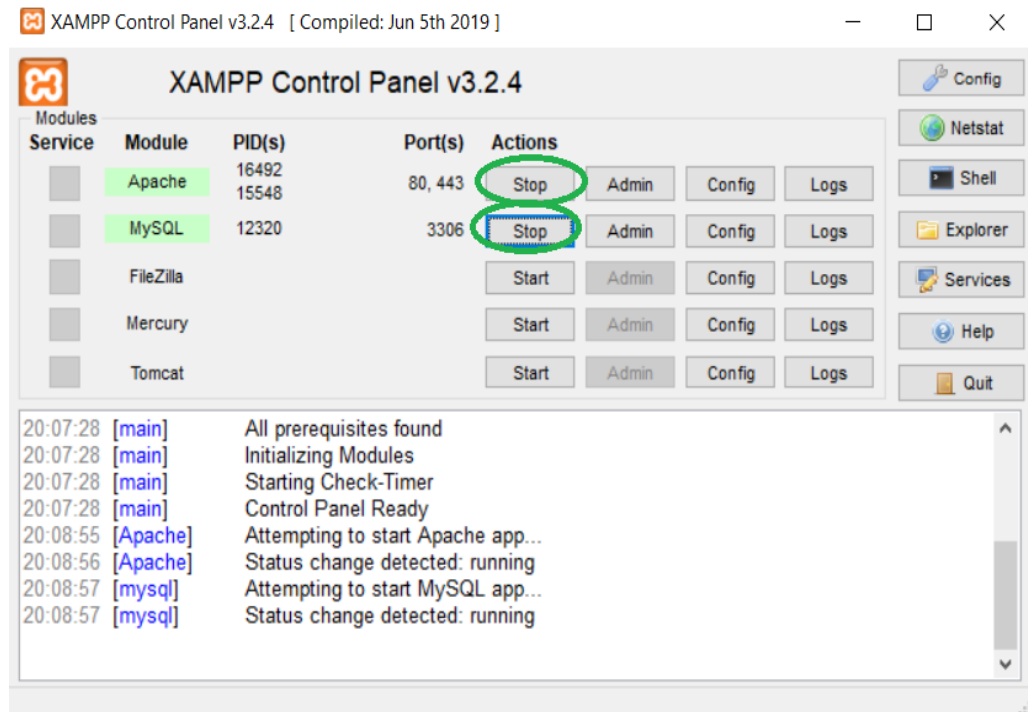 XAMPP Control Panel v3.2.4 [ Compiled: Jun 5th 2019 ]
XAMPP Control Panel v3.2.4
Config
Modules
Service Module PID(s) Port(s) Actions
Netstat
Apache 16492 15548 80, 443 Stop Admin Config Logs
Shell
MySQL 12320 3306 Stop Admin Config Logs
Explorer
FileZilla Start Admin Config Logs
Services
Mercury Start Admin Config Logs
Help
Tomcat Start Admin Config Logs
Quit
20:07:28 [main] All prerequisites found
20:07:28 [main] Initializing Modules
20:07:28 [main] Starting Check-Timer
20:07:28 [main] Control Panel Ready
20:08:55 [Apache] Attempting to start Apache app...
20:08:56 [Apache] Status change detected: running
20:08:57 [mysql] Attempting to start MySQL app...
20:08:57 [mysql] Status change detected: running